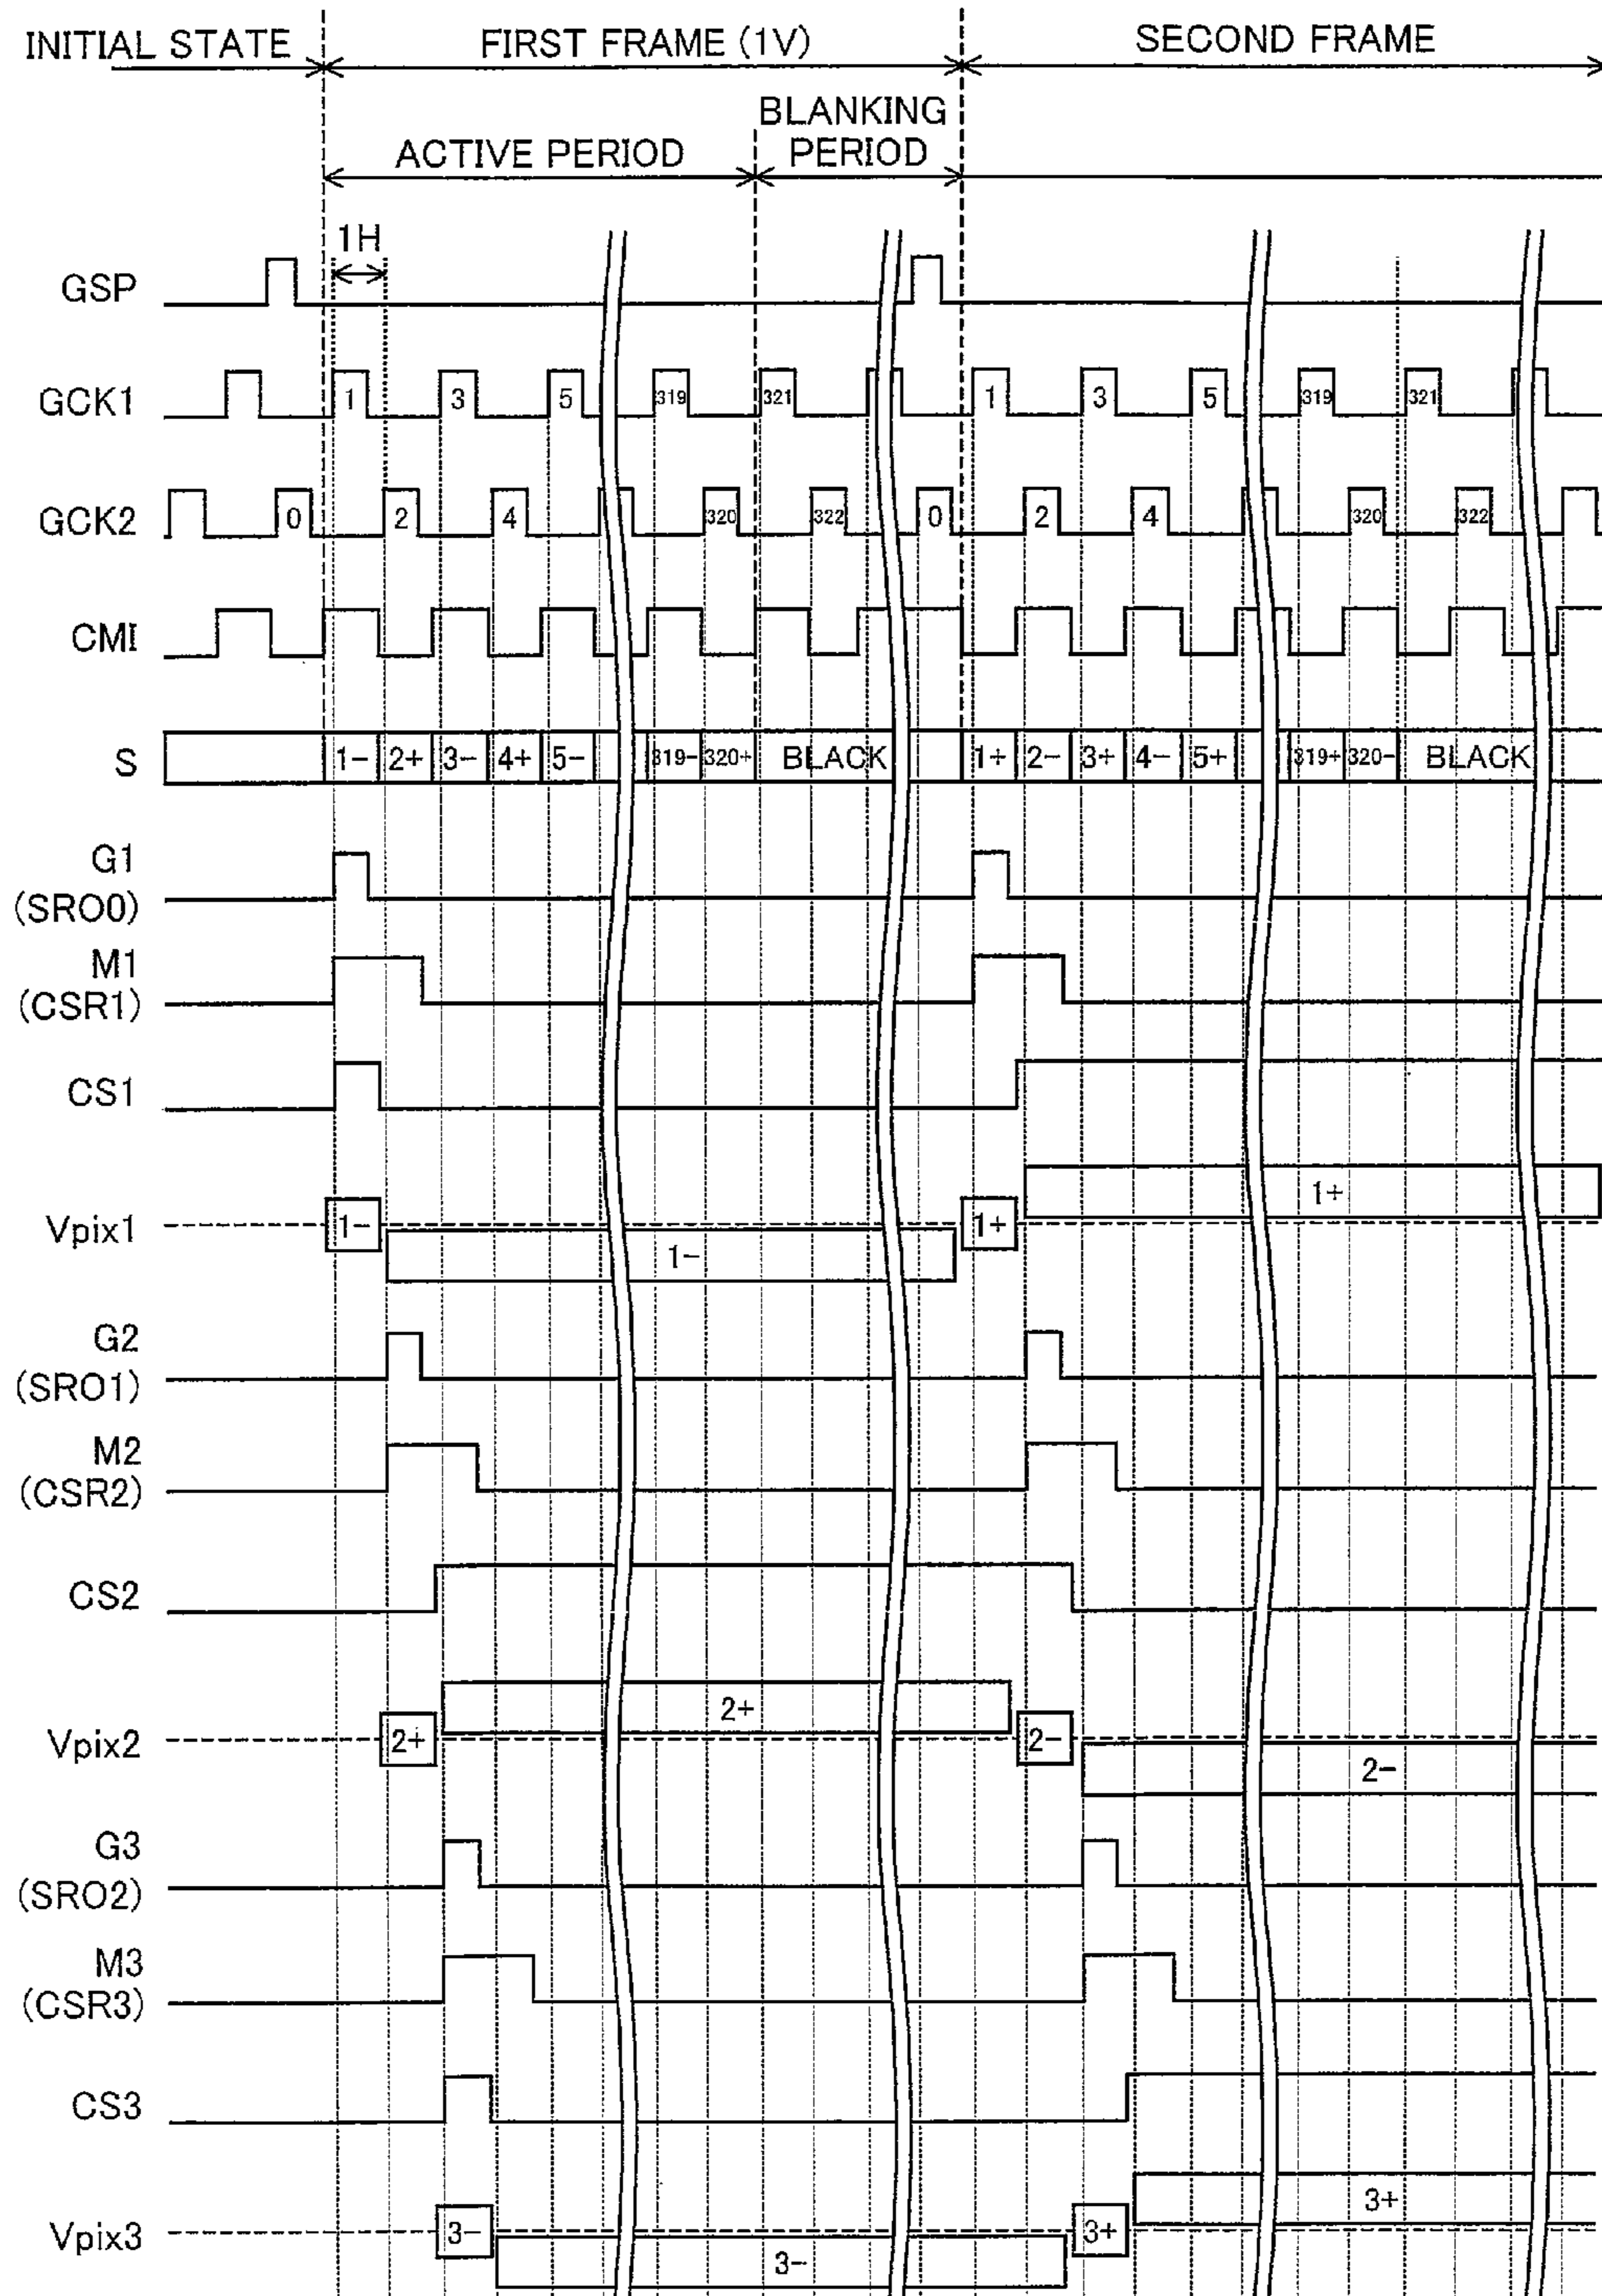 INITIAL STATE FIRST FRAME (1V) SECOND FRAME
BLANKING
ACTIVE PERIOD PERIOD
1H
GSP
GCK1 1 3 5 319 321 1 3 5 319 321
GCK2 0 2 4 320 322 0 2 4 320 322
CMI
S 1- 2+ 3- 4+ 5- 319- 320+ BLACK 1+ 2- 3+ 4- 5+ 319+ 320- BLACK
G1
(SRO0)
M1
(CSR1)
CS1
1+
Vpix1 1- 1+
1-
G2
(SRO1)
M2
(CSR2)
CS2
2+
Vpix2 2+ 2-
2-
G3
(SRO2)
M3
(CSR3)
CS3
3+
Vpix3 3- 3+
3-